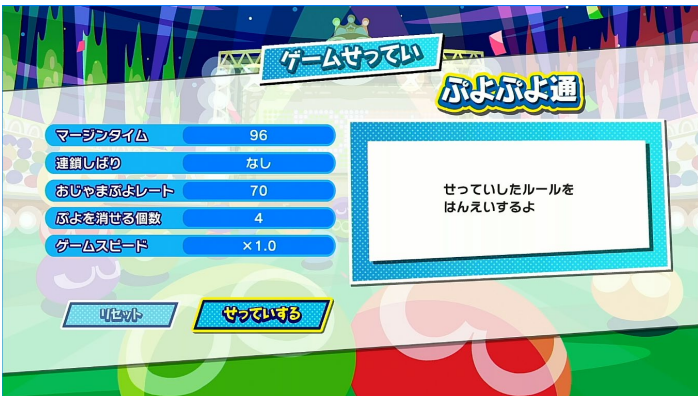 ゲームせってい
ぷよぷよ通
マージンタイム 96
連鎖しばり なし
おじゃまぷよレート 70
ぷよを消せる個数 4
ゲームスピード ×1.0
せっていしたルールを
はんえいするよ
リセット
せっていする